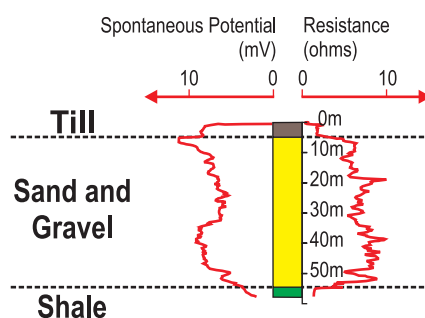 Spontaneous Potential
(mV)
Resistance
(ohms)
10 0 0 10
Till
0m
10m
20m
Sand and
Gravel
30m
40m
50m
Shale